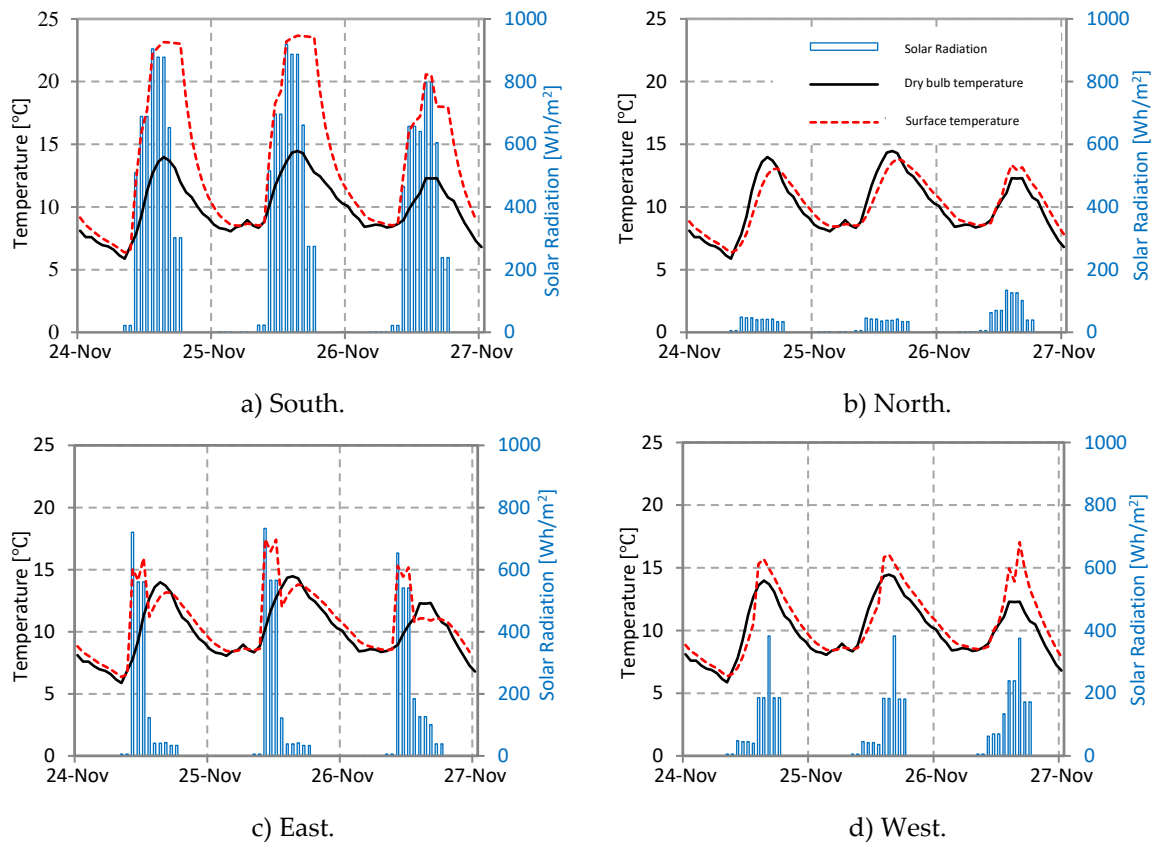 25
20
15
10
5
0
Temperature [°C]
1000
800
600
400
200
0
Solar Radiation [Wh/m²]
24-Nov 25-Nov 26-Nov 27-Nov
a) South.
25
20
15
10
5
0
Temperature [°C]
Solar Radiation
Dry bulb temperature
Surface temperature
1000
800
600
400
200
0
Solar Radiation [Wh/m²]
24-Nov 25-Nov 26-Nov 27-Nov
b) North.
25
20
15
10
5
0
Temperature [°C]
1000
800
600
400
200
0
Solar Radiation [Wh/m²]
24-Nov 25-Nov 26-Nov 27-Nov
c) East.
25
20
15
10
5
0
Temperature [°C]
1000
800
600
400
200
0
Solar Radiation [Wh/m²]
24-Nov 25-Nov 26-Nov 27-Nov
d) West.